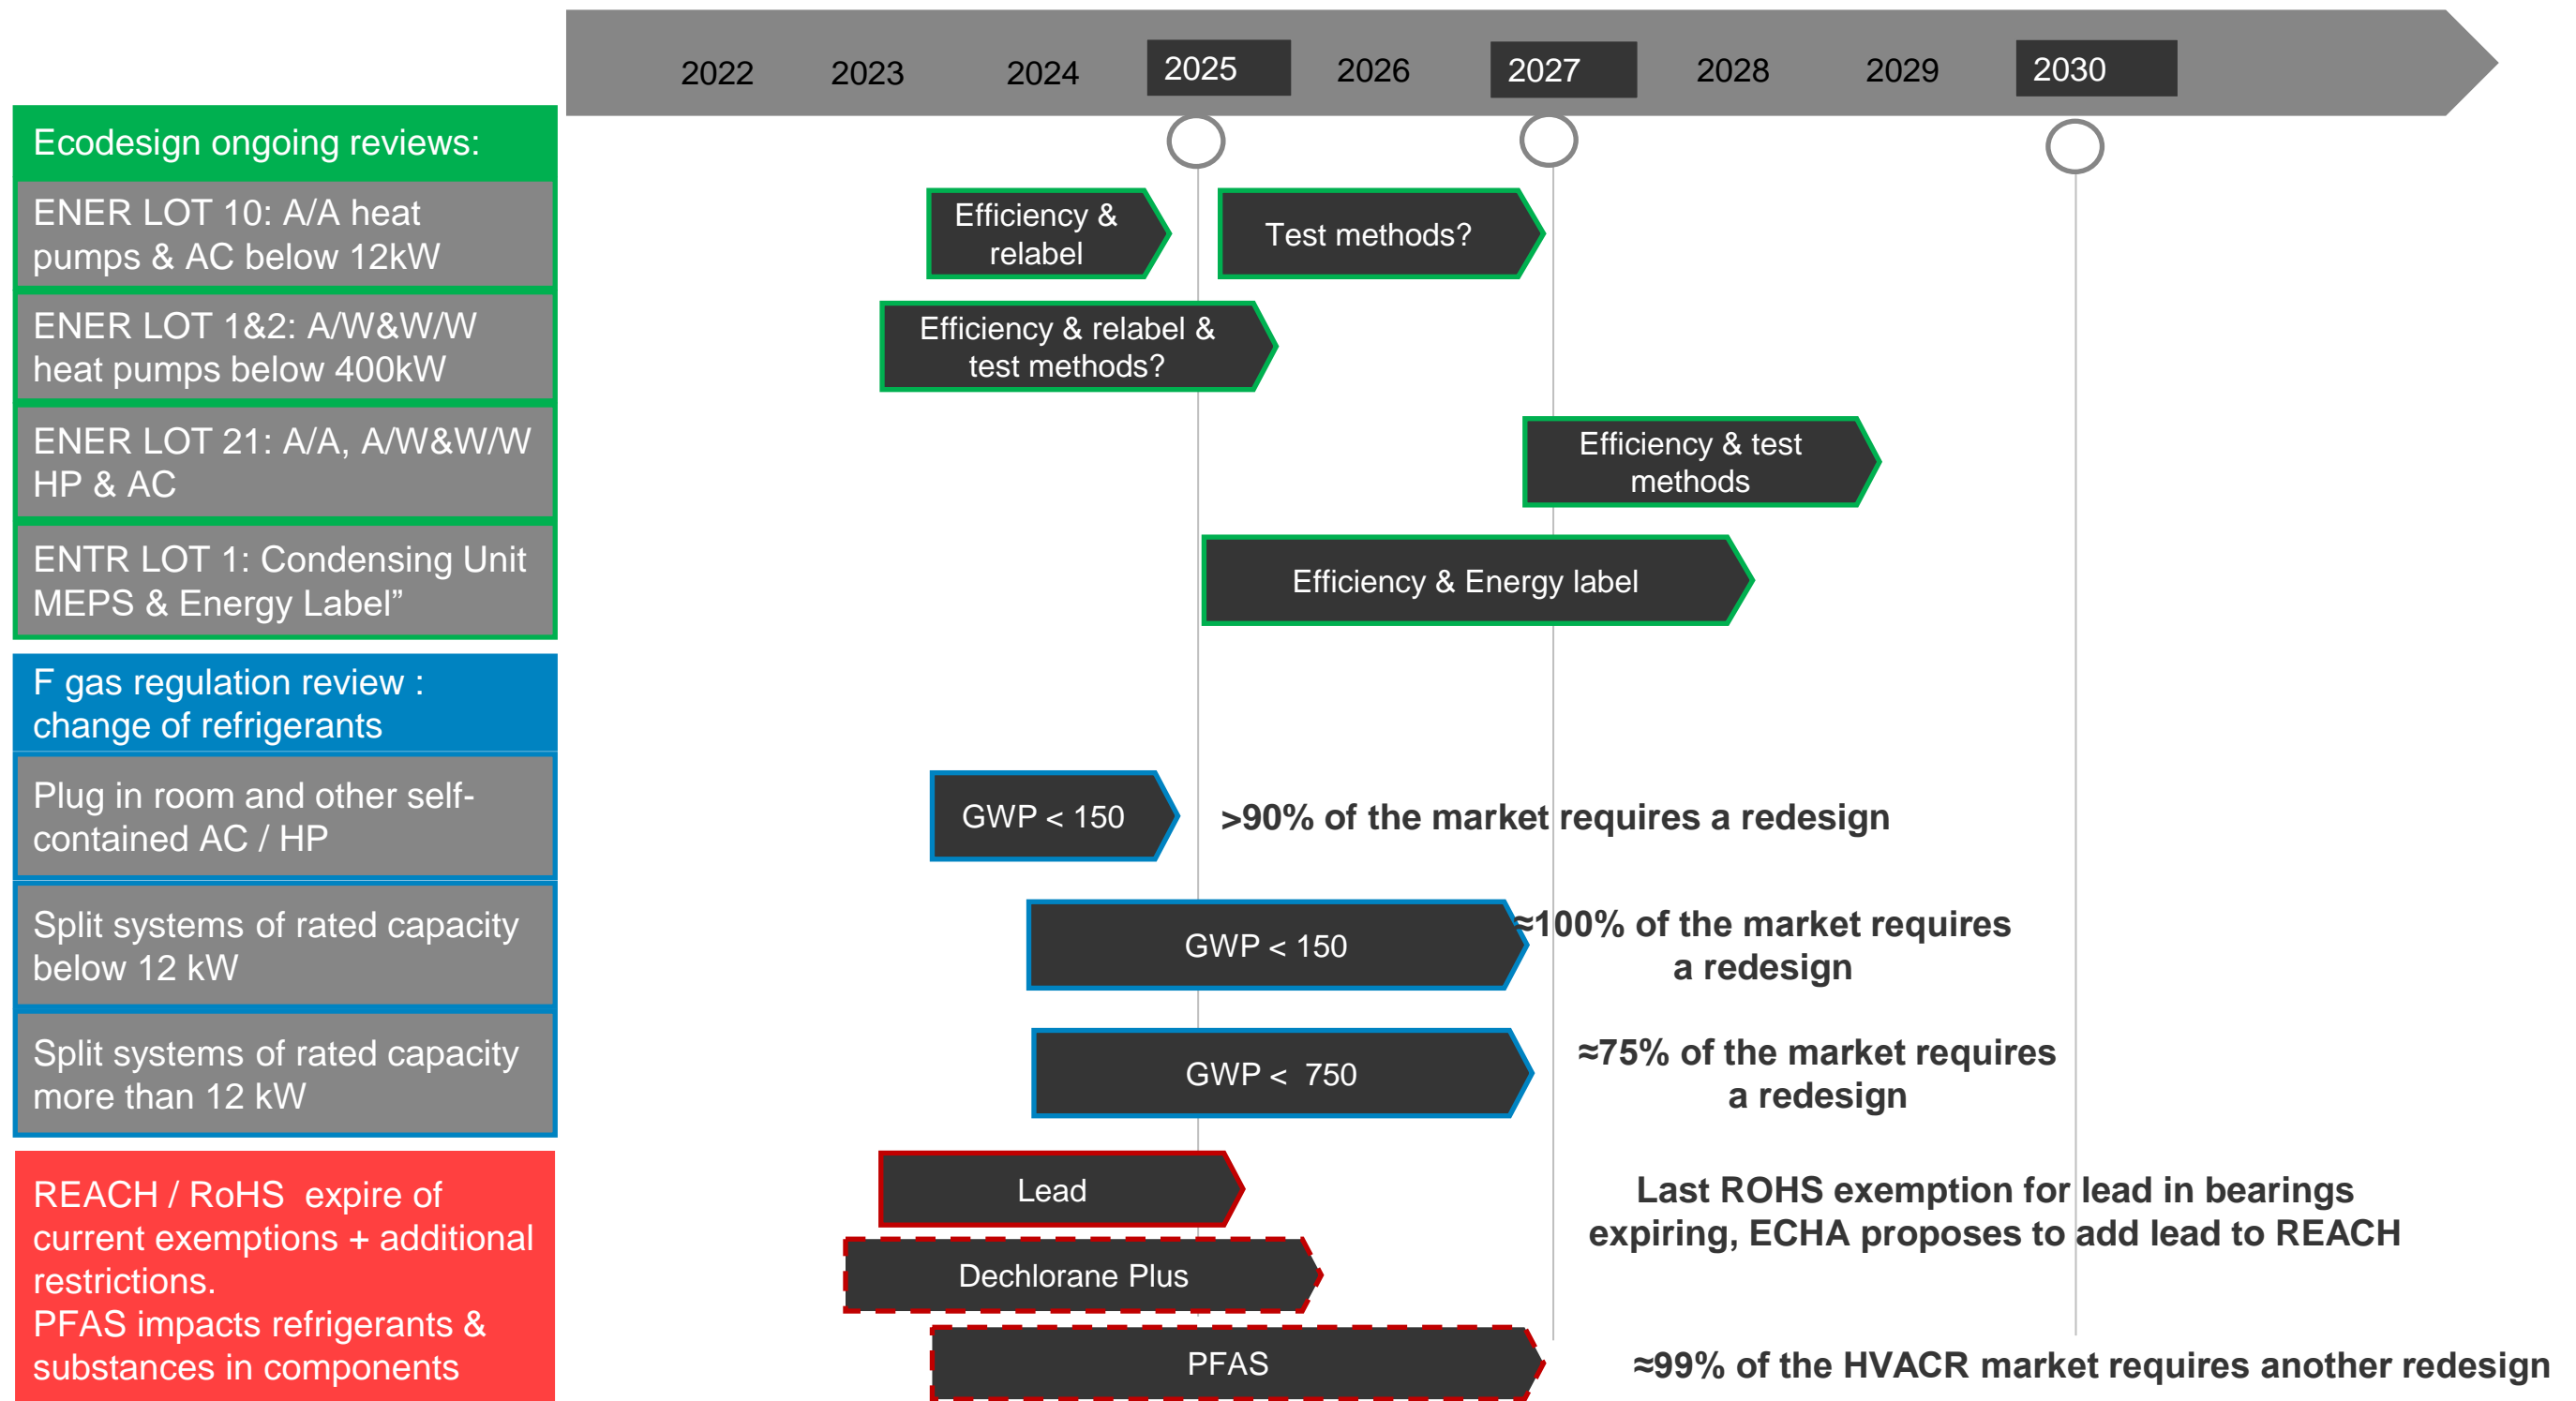 2022 2023 2024 2025 2026 2027 2028 2029 2030
Ecodesign ongoing reviews:
ENER LOT 10: A/A heat
pumps & AC below 12kW
Efficiency &
relabel
Test methods?
ENER LOT 1&2: A/W&W/W
heat pumps below 400kW
Efficiency & relabel &
test methods?
ENER LOT 21: A/A, A/W&W/W
HP & AC
Efficiency & test
methods
ENTR LOT 1: Condensing Unit
MEPS & Energy Label”
Efficiency & Energy label
F gas regulation review :
change of refrigerants
Plug in room and other self-
contained AC / HP
GWP < 150
>90% of the market requires a redesign
Split systems of rated capacity
below 12 kW
GWP < 150
≈100% of the market requires
a redesign
Split systems of rated capacity
more than 12 kW
GWP < 750
≈75% of the market requires
a redesign
REACH / RoHS expire of
current exemptions + additional
restrictions.
PFAS impacts refrigerants &
substances in components
Lead
Last ROHS exemption for lead in bearings
expiring, ECHA proposes to add lead to REACH
Dechlorane Plus
PFAS
≈99% of the HVACR market requires another redesign